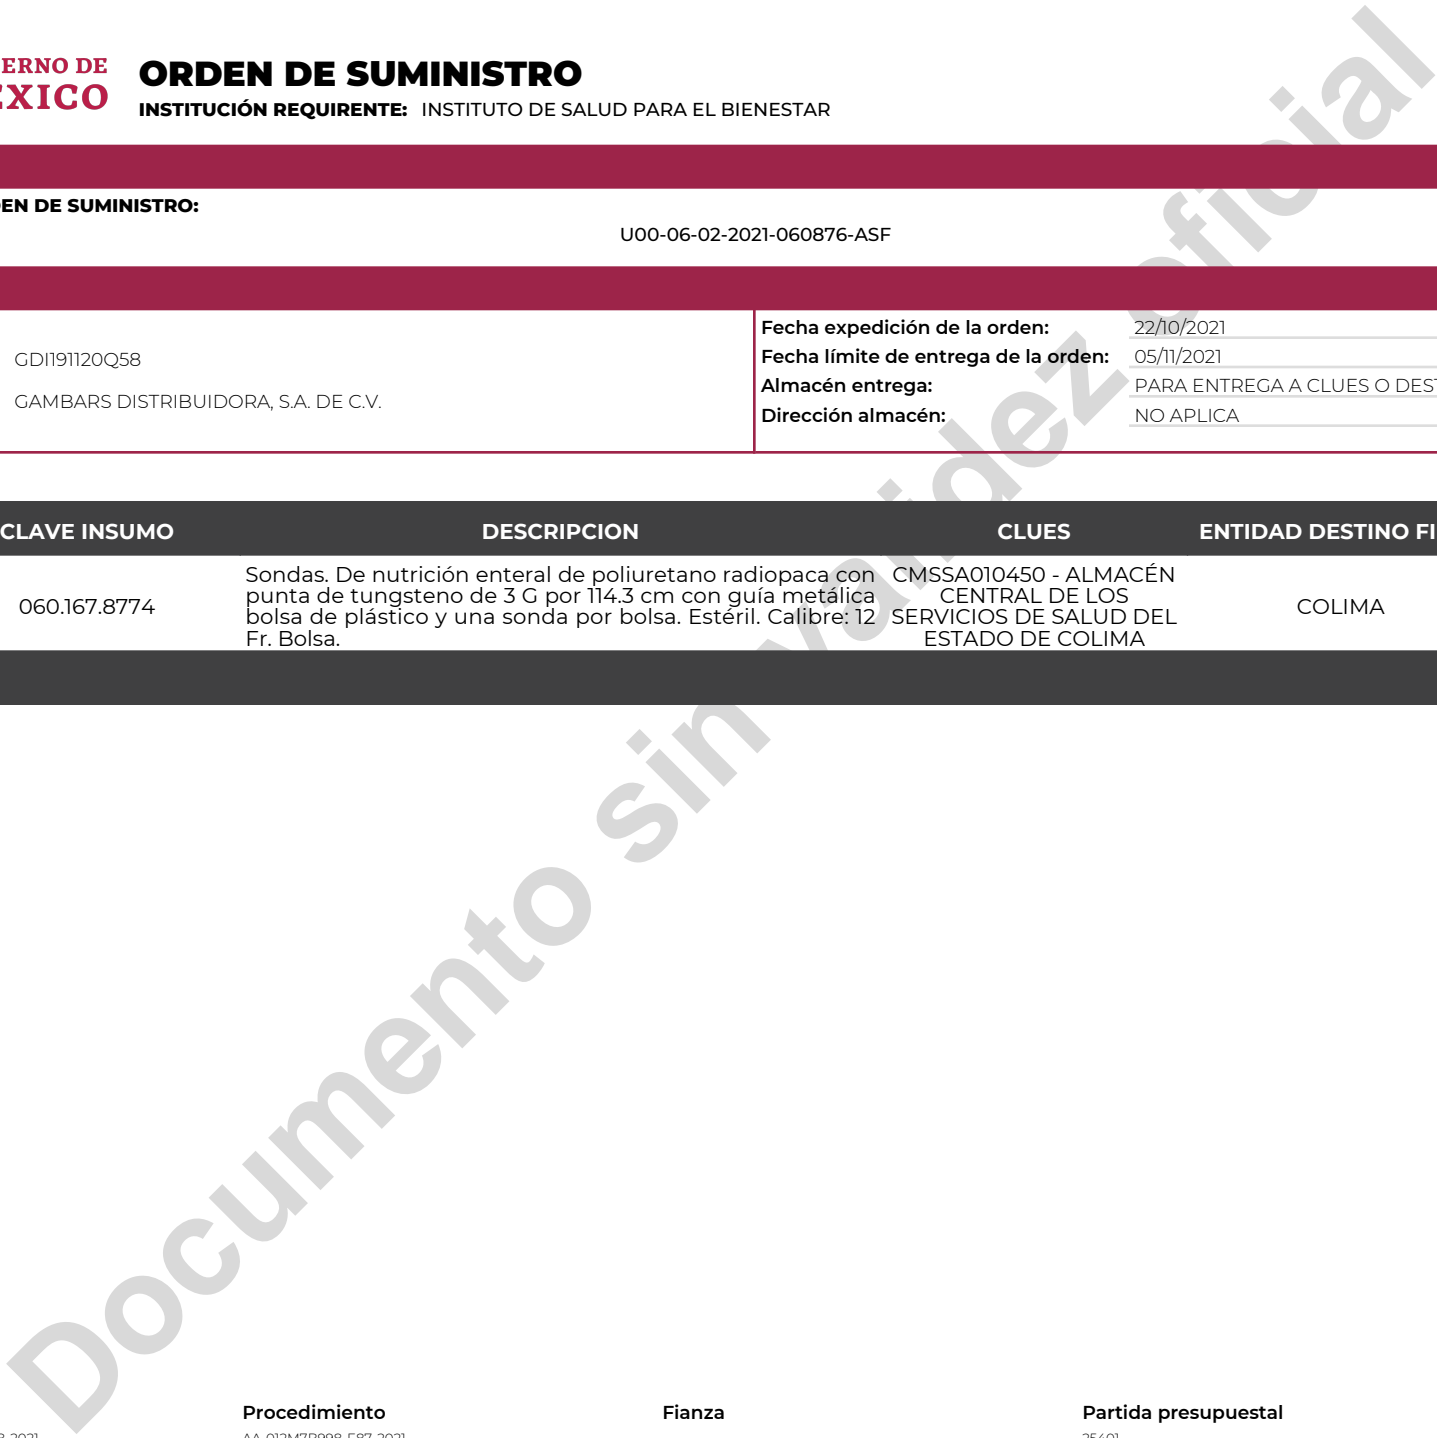 ERNO DE
ÉXICO
ORDEN DE SUMINISTRO
INSTITUCIÓN REQUIRENTE: INSTITUTO DE SALUD PARA EL BIENESTAR
EN DE SUMINISTRO:
U00-06-02-2021-060876-ASF
GDI191120Q58
GAMBARS DISTRIBUIDORA, S.A. DE C.V.
Fecha expedición de la orden: 22/10/2021
Fecha límite de entrega de la orden: 05/11/2021
Almacén entrega: PARA ENTREGA A CLUES O DEST
Dirección almacén: NO APLICA
CLAVE INSUMO DESCRIPCION CLUES ENTIDAD DESTINO FI
060.167.8774
Sondas. De nutrición enteral de poliuretano radiopaca con
punta de tungsteno de 3 G por 114.3 cm con guía metálica
bolsa de plástico y una sonda por bolsa. Estéril. Calibre: 12
Fr. Bolsa.
CMSSA010450 - ALMACÉN
CENTRAL DE LOS
SERVICIOS DE SALUD DEL
ESTADO DE COLIMA
COLIMA
Documento sin validez oficial
Procedimiento Fianza Partida presupuestal